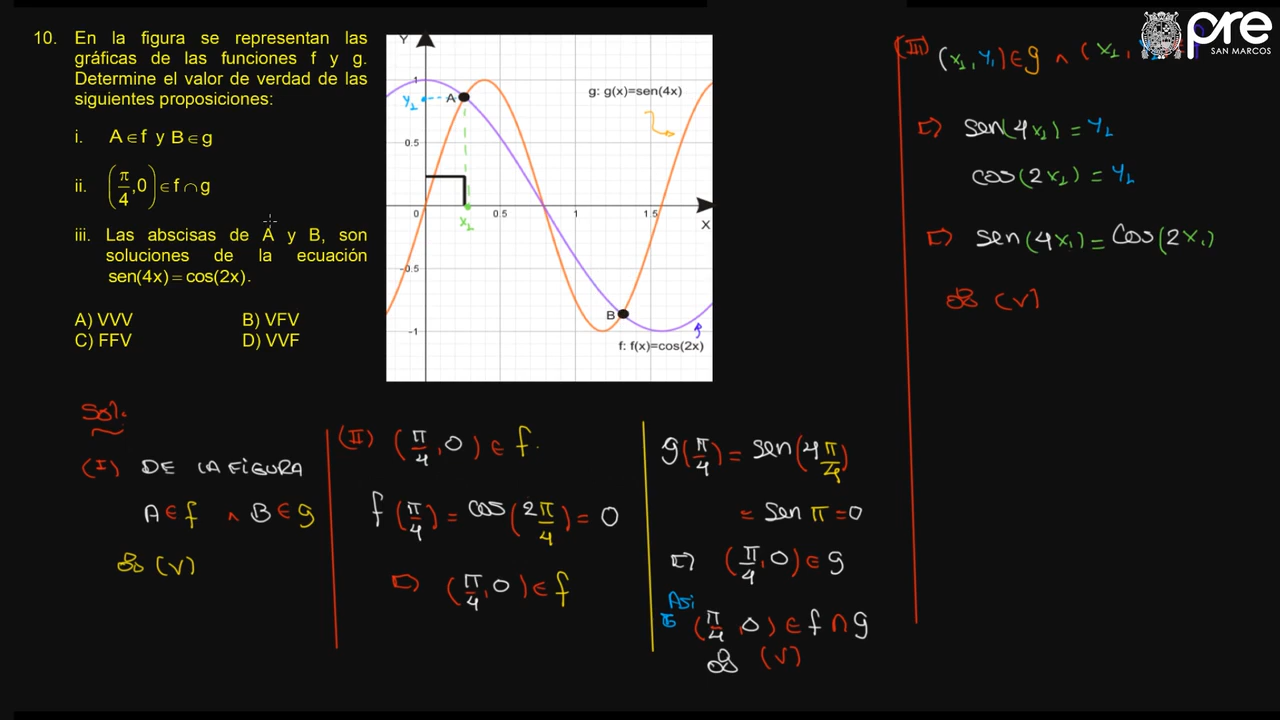 10. En la figura se representan las
gráficas de las funciones f y g.
Determine el valor de verdad de las
siguientes proposiciones:
i. A∈f y B∈g
ii. (π/4,0)∈f∩g
iii. Las abscisas de A y B, son
soluciones de la ecuación
sen(4x)=cos(2x).
A) VVV B) VFV
C) FFV D) VVF
Y
1
y₁ A
g: g(x)=sen(4x)
0.5
0 0.5 1 1.5
x₁ X
-0.5
B
-1
f: f(x)=cos(2x)
pre
SAN MARCOS
Sol:
(I) DE LA FIGURA
A∈f ∧ B∈g
∴ (V)
(II) (π/4,0)∈f.
f(π/4)=cos(2π/4)=0
⇒ (π/4,0)∈f
g(π/4)=sen(4π/4)
=sen π=0
⇒ (π/4,0)∈g
Asi
(π/4,0)∈f∩g
∴ (V)
(III) (x₁,y₁)∈g ∧ (x₁,
⇒ sen(4x₁)=y₁
cos(2x₁)=y₁
⇒ sen(4x₁)=cos(2x₁)
∴ (V)